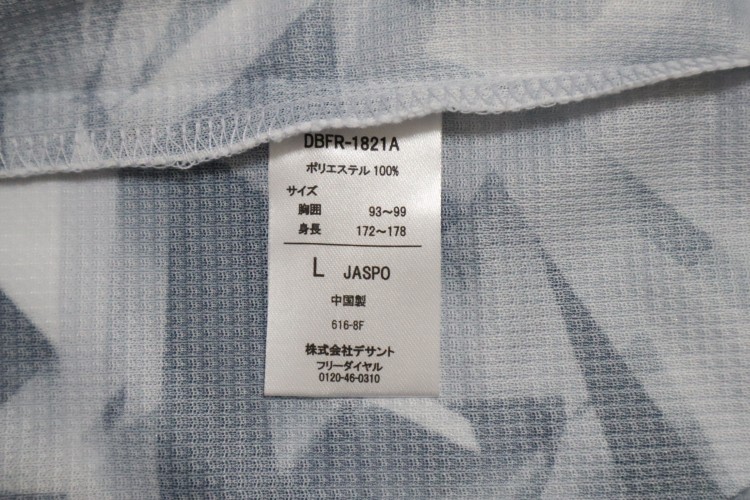 DBFR-1821A
ポリエステル 100%
サイズ
胸囲 93～99
身長 172～178
L JASPO
中国製
616-8F
株式会社デサント
フリーダイヤル
0120-46-0310